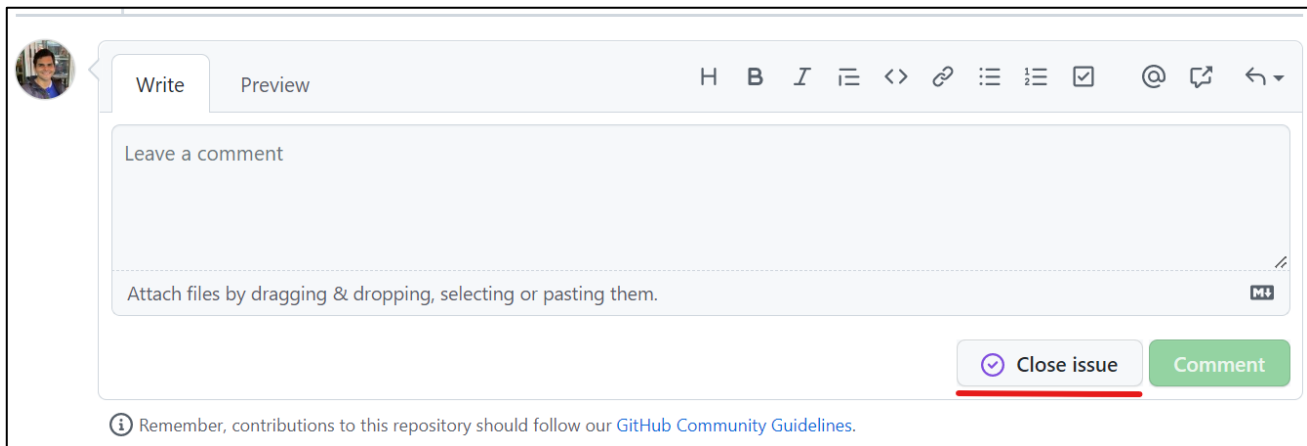 Write Preview H B I <>
Leave a comment
Attach files by dragging & dropping, selecting or pasting them. M↓
Close issue Comment
Remember, contributions to this repository should follow our GitHub Community Guidelines.